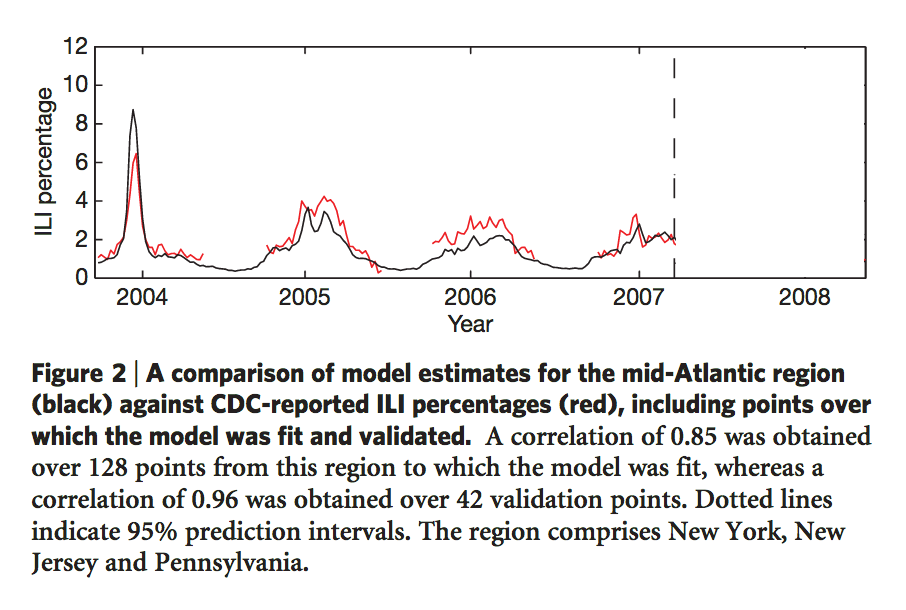 12
10
8
6
4
2
0
ILI percentage
2004 2005 2006 2007 2008
Year
Figure 2 | A comparison of model estimates for the mid-Atlantic region
(black) against CDC-reported ILI percentages (red), including points over
which the model was fit and validated. A correlation of 0.85 was obtained
over 128 points from this region to which the model was fit, whereas a
correlation of 0.96 was obtained over 42 validation points. Dotted lines
indicate 95% prediction intervals. The region comprises New York, New
Jersey and Pennsylvania.